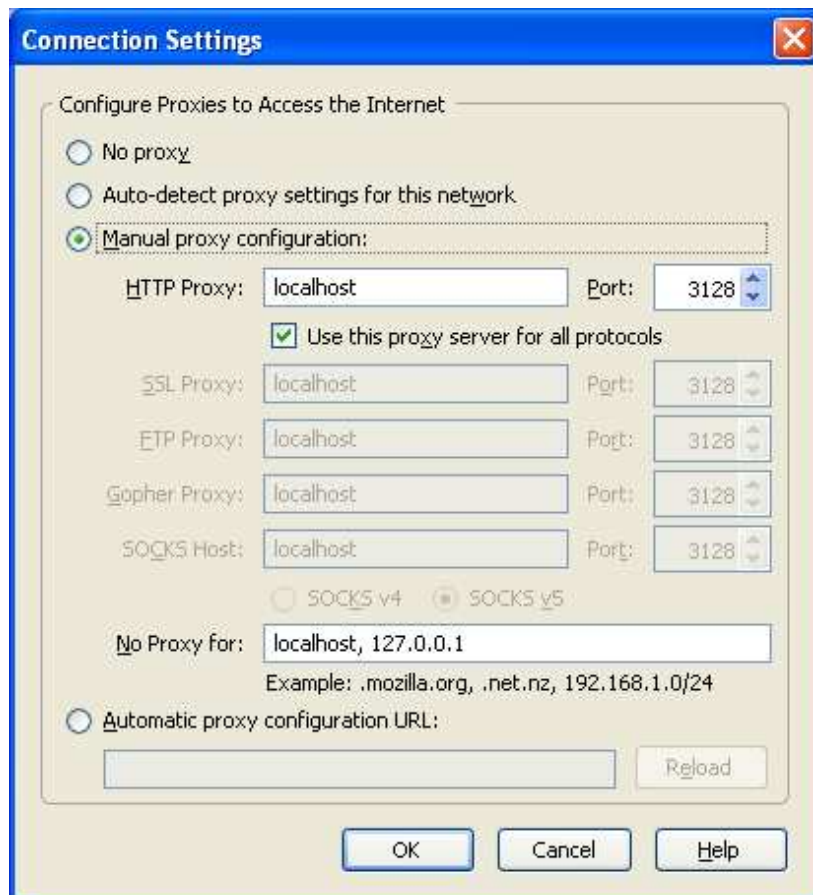 Connection Settings
Configure Proxies to Access the Internet
No proxy
Auto-detect proxy settings for this network
Manual proxy configuration:
HTTP Proxy: localhost Port: 3128
Use this proxy server for all protocols
SSL Proxy: localhost Port: 3128
FTP Proxy: localhost Port: 3128
Gopher Proxy: localhost Port: 3128
SOCKS Host: localhost Port: 3128
SOCKS v4 SOCKS v5
No Proxy for: localhost, 127.0.0.1
Example: .mozilla.org, .net.nz, 192.168.1.0/24
Automatic proxy configuration URL:
Reload
OK Cancel Help